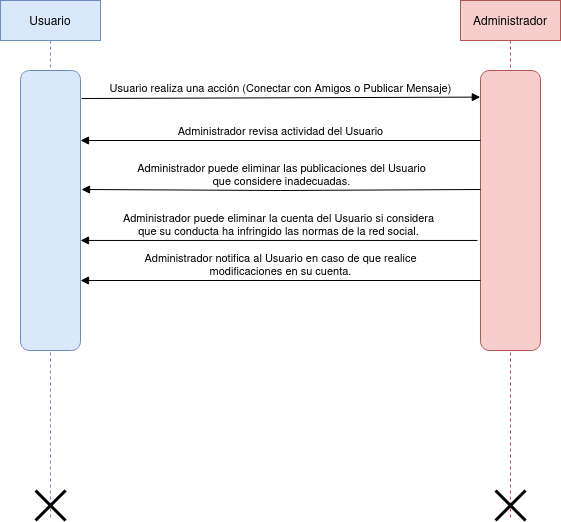 Usuario
Administrador
Usuario realiza una acción (Conectar con Amigos o Publicar Mensaje)
Administrador revisa actividad del Usuario
Administrador puede eliminar las publicaciones del Usuario
que considere inadecuadas.
Administrador puede eliminar la cuenta del Usuario si considera
que su conducta ha infringido las normas de la red social.
Administrador notifica al Usuario en caso de que realice
modificaciones en su cuenta.